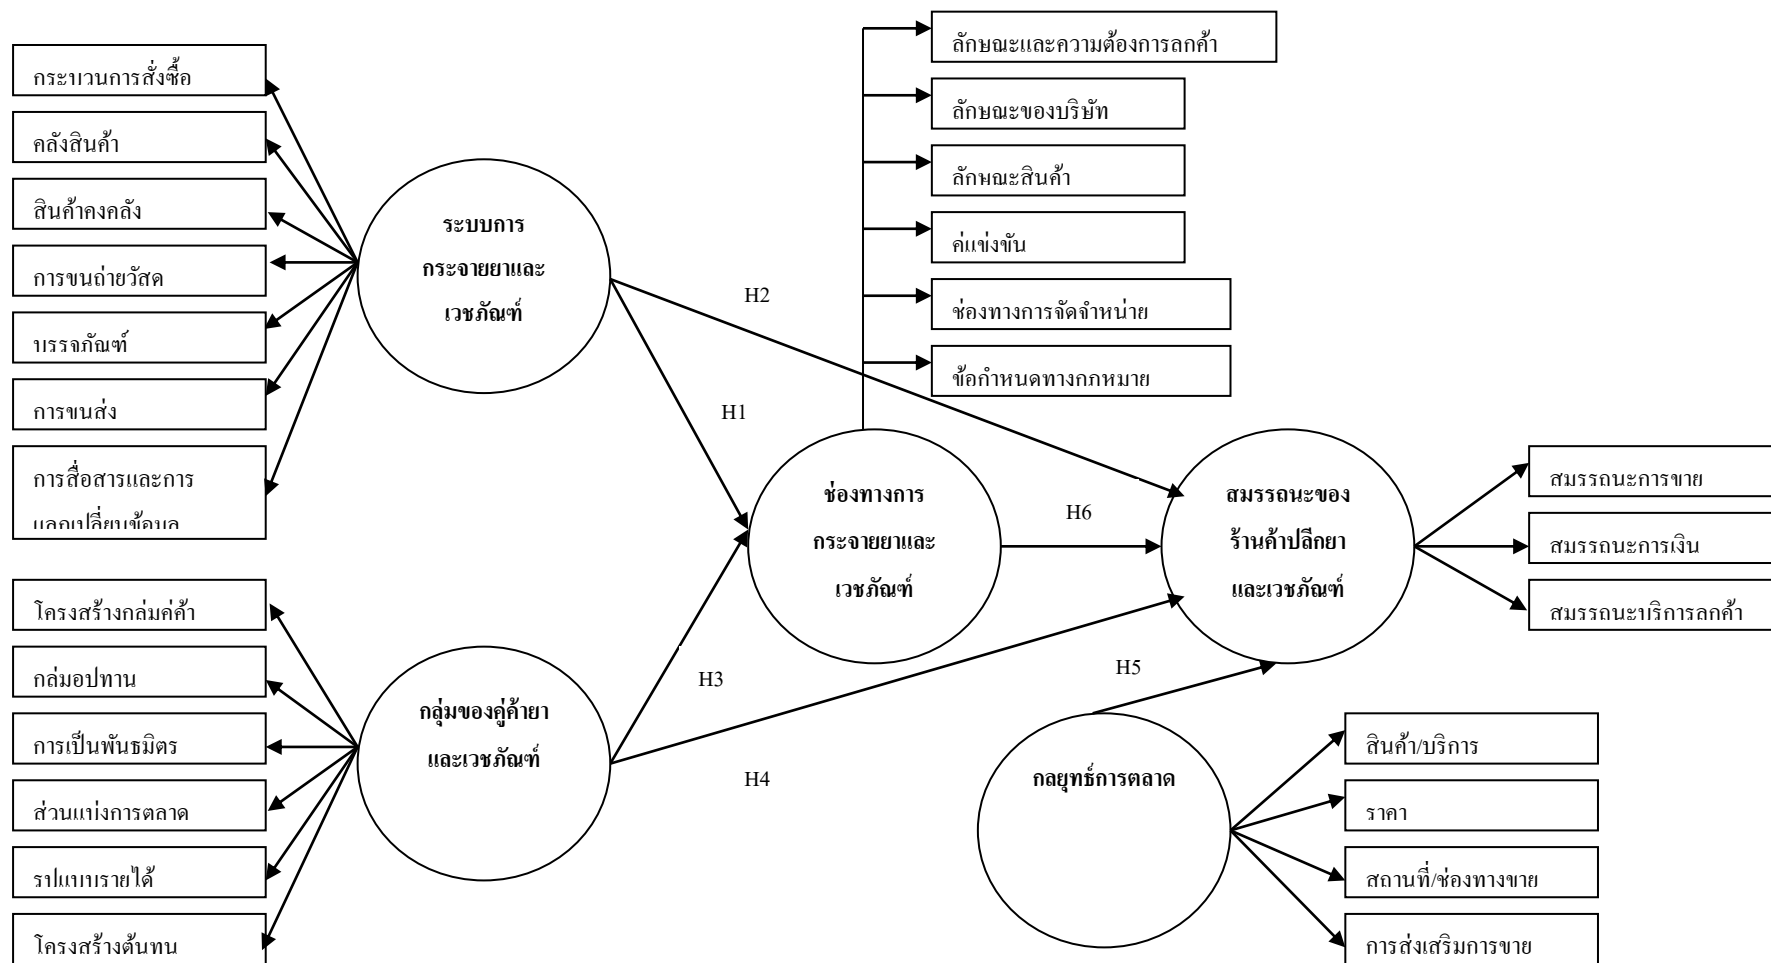 กระบวนการสั่งซื้อ
คลังสินค้า
สินค้าคงคลัง
การขนถ่ายวัสด
บรรจภัณฑ์
การขนส่ง
การสื่อสารและการ
แลกเปลี่ยนข้อมล
ระบบการ
กระจายยาและ
เวชภัณฑ์
ลักษณะและความต้องการลกค้า
ลักษณะของบริษัท
ลักษณะสินค้า
ค่แข่งขัน
ช่องทางการจัดจำหน่าย
ข้อกำหนดทางกฎหมาย
H2
H1
ช่องทางการ
กระจายยาและ
เวชภัณฑ์
H6
สมรรถนะของ
ร้านค้าปลีกยา
และเวชภัณฑ์
สมรรถนะการขาย
สมรรถนะการเงิน
สมรรถนะบริการลกค้า
โครงสร้างกล่มค่ค้า
กล่มอปทาน
การเป็นพันธมิตร
ส่วนแบ่งการตลาด
รปแบบรายได้
โครงสร้างต้นทน
กลุ่มของคู่ค้ายา
และเวชภัณฑ์
H3
H4
H5
กลยุทธ์การตลาด
สินค้า/บริการ
ราคา
สถานที่/ช่องทางขาย
การส่งเสริมการขาย